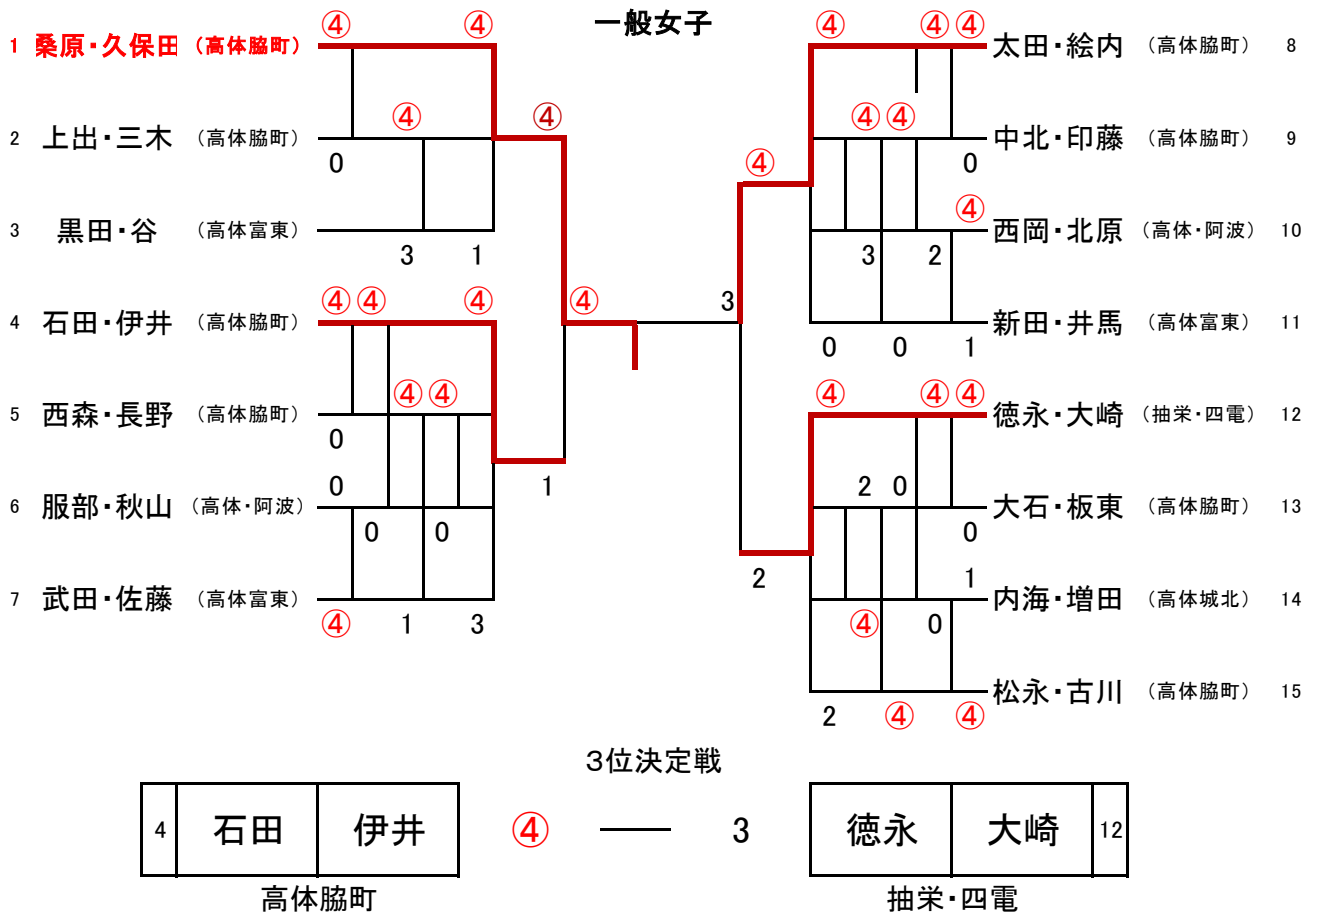 一般女子
④ ④ ④ ④ ④
1 桑原・久保田 (高体脇町) 太田・絵内 (高体脇町) 8
④ ④ ④ ④
2 上出・三木 (高体脇町) 中北・印藤 (高体脇町) 9
0 ④ 0
④
3 黒田・谷 (高体富東) 西岡・北原 (高体・阿波) 10
3 1 3 2
④ ④ ④ ④ 3
4 石田・伊井 (高体脇町) 新田・井馬 (高体富東) 11
0 0 1
④ ④ ④ ④ ④
5 西森・長野 (高体脇町) 徳永・大崎 (抽栄・四電) 12
0
0 1 2 0
6 服部・秋山 (高体・阿波) 大石・板東 (高体脇町) 13
0 0 0
2 1
7 武田・佐藤 (高体富東) 内海・増田 (高体城北) 14
④ 1 3 ④ 0
松永・古川 (高体脇町) 15
2 ④ ④
3位決定戦
4 石田 伊井 ④ — 3 徳永 大崎 12
高体脇町 抽栄・四電